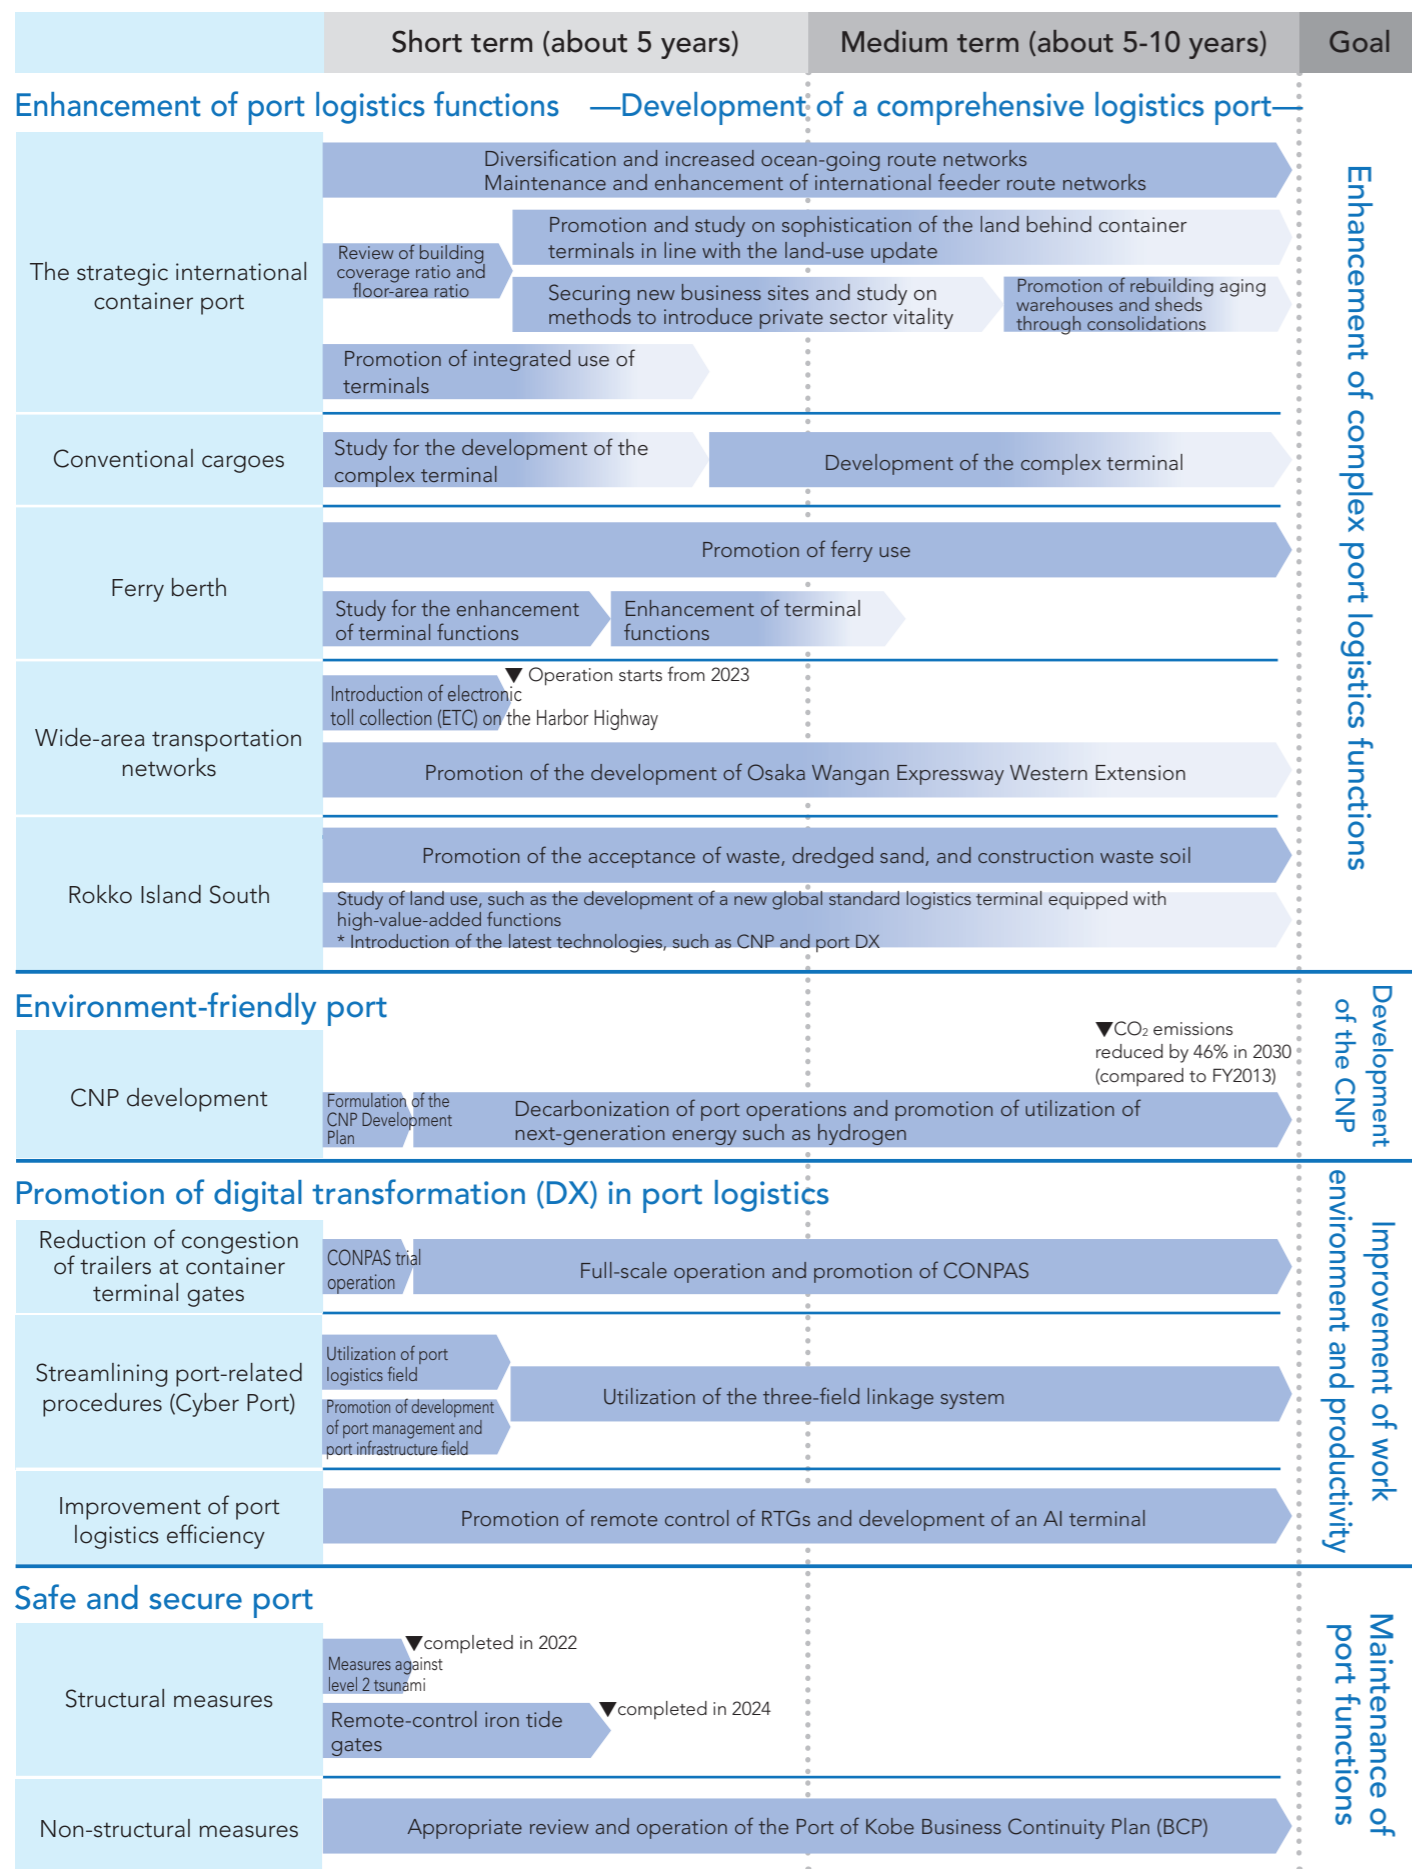 Short term (about 5 years)
Medium term (about 5-10 years)
Goal
Enhancement of port logistics functions —Development of a comprehensive logistics port—
The strategic international
container port
Diversification and increased ocean-going route networks
Maintenance and enhancement of international feeder route networks
Review of building
coverage ratio and
floor-area ratio
Promotion and study on sophistication of the land behind container
terminals in line with the land-use update
Securing new business sites and study on
methods to introduce private sector vitality
Promotion of rebuilding aging
warehouses and sheds
through consolidations
Promotion of integrated use of
terminals
Conventional cargoes
Study for the development of the
complex terminal
Development of the complex terminal
Ferry berth
Promotion of ferry use
Study for the enhancement
of terminal functions
Enhancement of terminal
functions
Wide-area transportation
networks
▼ Operation starts from 2023
Introduction of electronic
toll collection (ETC) on the Harbor Highway
Promotion of the development of Osaka Wangan Expressway Western Extension
Rokko Island South
Promotion of the acceptance of waste, dredged sand, and construction waste soil
Study of land use, such as the development of a new global standard logistics terminal equipped with
high-value-added functions
* Introduction of the latest technologies, such as CNP and port DX
Enhancement of complex port logistics functions
Environment-friendly port
CNP development
▼CO₂ emissions
reduced by 46% in 2030
(compared to FY2013)
Formulation of the
CNP Development
Plan
Decarbonization of port operations and promotion of utilization of
next-generation energy such as hydrogen
Development
of the CNP
Promotion of digital transformation (DX) in port logistics
Reduction of congestion
of trailers at container
terminal gates
CONPAS trial
operation
Full-scale operation and promotion of CONPAS
Streamlining port-related
procedures (Cyber Port)
Utilization of port
logistics field
Promotion of development
of port management and
port infrastructure field
Utilization of the three-field linkage system
Improvement of port
logistics efficiency
Promotion of remote control of RTGs and development of an AI terminal
Improvement of work
environment and productivity
Safe and secure port
Structural measures
▼completed in 2022
Measures against
level 2 tsunami
▼completed in 2024
Remote-control iron tide
gates
Non-structural measures
Appropriate review and operation of the Port of Kobe Business Continuity Plan (BCP)
Maintenance of
port functions